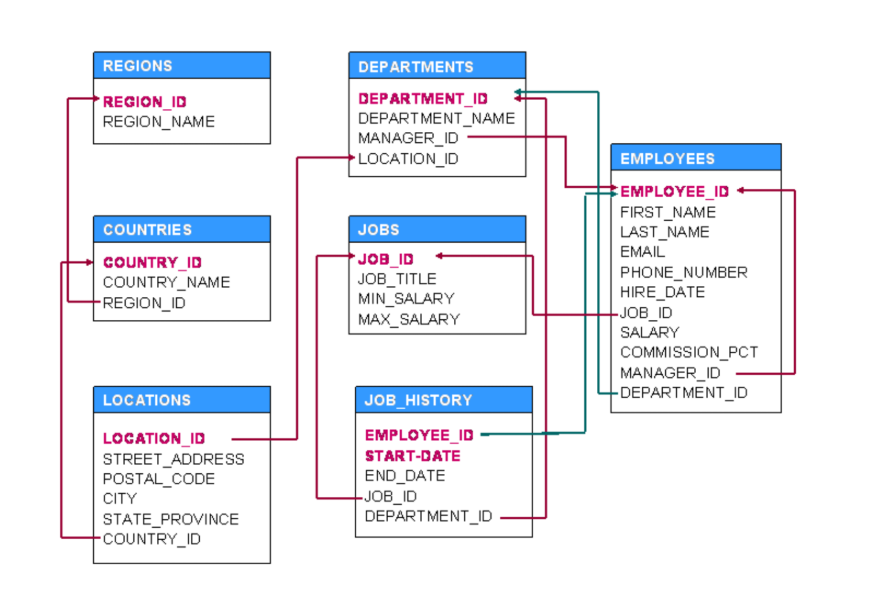 REGIONS
REGION_ID
REGION_NAME
DEPARTMENTS
DEPARTMENT_ID
DEPARTMENT_NAME
MANAGER_ID
LOCATION_ID
EMPLOYEES
EMPLOYEE_ID
FIRST_NAME
LAST_NAME
EMAIL
PHONE_NUMBER
HIRE_DATE
JOB_ID
SALARY
COMMISSION_PCT
MANAGER_ID
DEPARTMENT_ID
COUNTRIES
COUNTRY_ID
COUNTRY_NAME
REGION_ID
JOBS
JOB_ID
JOB_TITLE
MIN_SALARY
MAX_SALARY
LOCATIONS
LOCATION_ID
STREET_ADDRESS
POSTAL_CODE
CITY
STATE_PROVINCE
COUNTRY_ID
JOB_HISTORY
EMPLOYEE_ID
START-DATE
END_DATE
JOB_ID
DEPARTMENT_ID